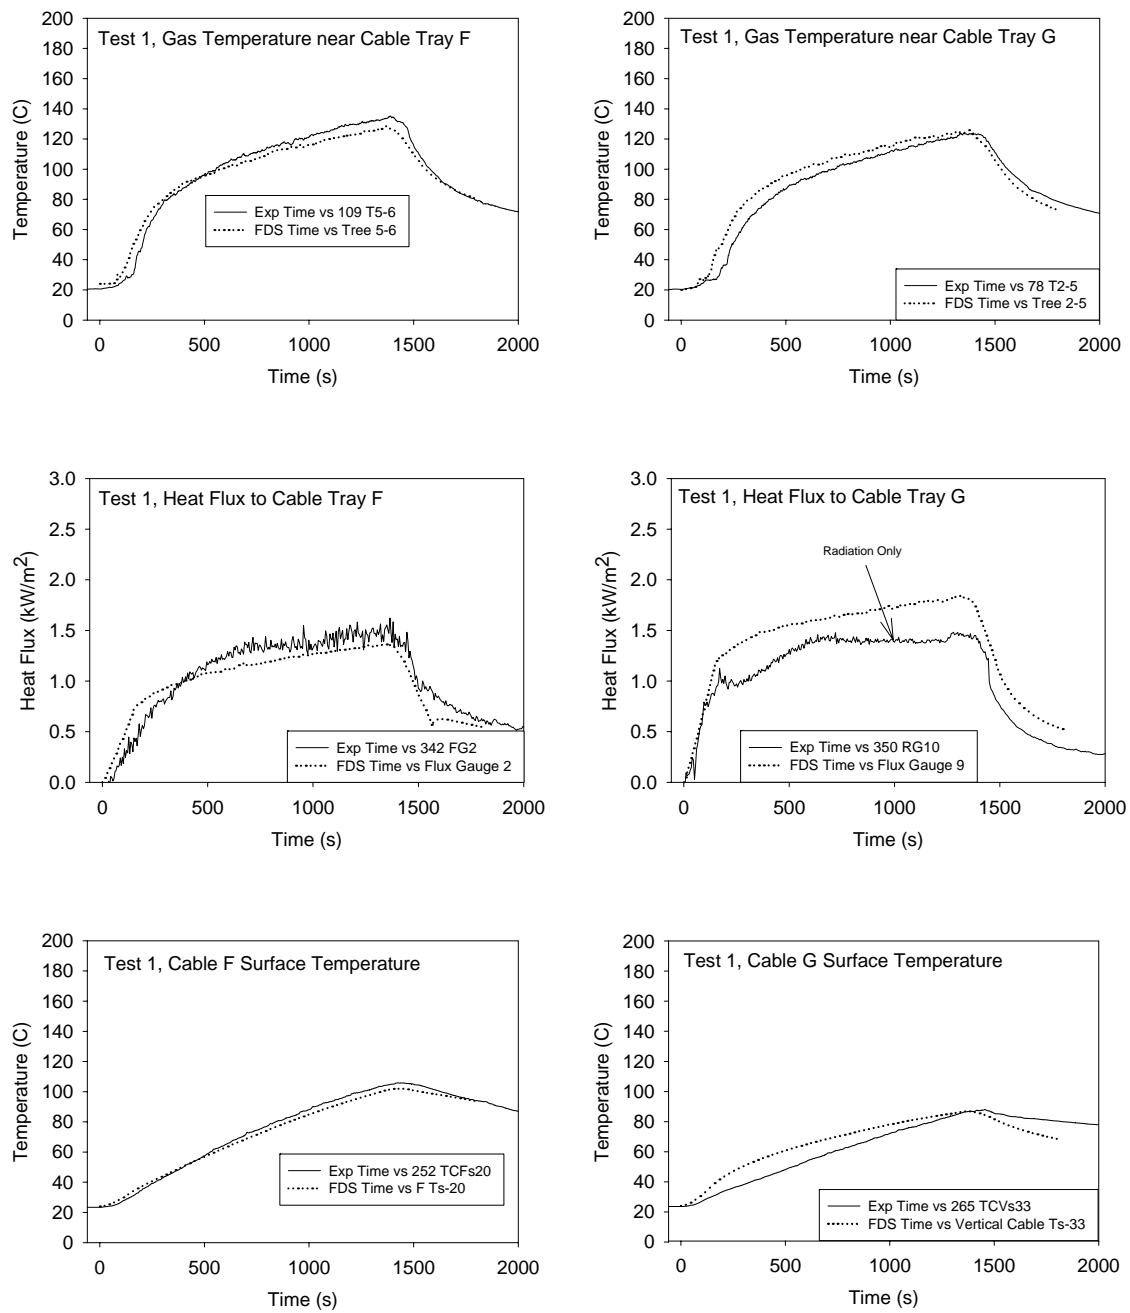 Test 1, Gas Temperature near Cable Tray F
Temperature (C)
200
180
160
140
120
100
80
60
40
20
0
Exp Time vs 109 T5-6
FDS Time vs Tree 5-6
0 500 1000 1500 2000
Time (s)
Test 1, Gas Temperature near Cable Tray G
Temperature (C)
200
180
160
140
120
100
80
60
40
20
0
Exp Time vs 78 T2-5
FDS Time vs Tree 2-5
0 500 1000 1500 2000
Time (s)
Test 1, Heat Flux to Cable Tray F
Heat Flux (kW/m2)
3.0
2.5
2.0
1.5
1.0
0.5
0.0
Exp Time vs 342 FG2
FDS Time vs Flux Gauge 2
0 500 1000 1500 2000
Time (s)
Test 1, Heat Flux to Cable Tray G
Heat Flux (kW/m2)
3.0
2.5
2.0
1.5
1.0
0.5
0.0
Radiation Only
Exp Time vs 350 RG10
FDS Time vs Flux Gauge 9
0 500 1000 1500 2000
Time (s)
Test 1, Cable F Surface Temperature
Temperature (C)
200
180
160
140
120
100
80
60
40
20
0
Exp Time vs 252 TCFs20
FDS Time vs F Ts-20
0 500 1000 1500 2000
Time (s)
Test 1, Cable G Surface Temperature
Temperature (C)
200
180
160
140
120
100
80
60
40
20
0
Exp Time vs 265 TCVs33
FDS Time vs Vertical Cable Ts-33
0 500 1000 1500 2000
Time (s)